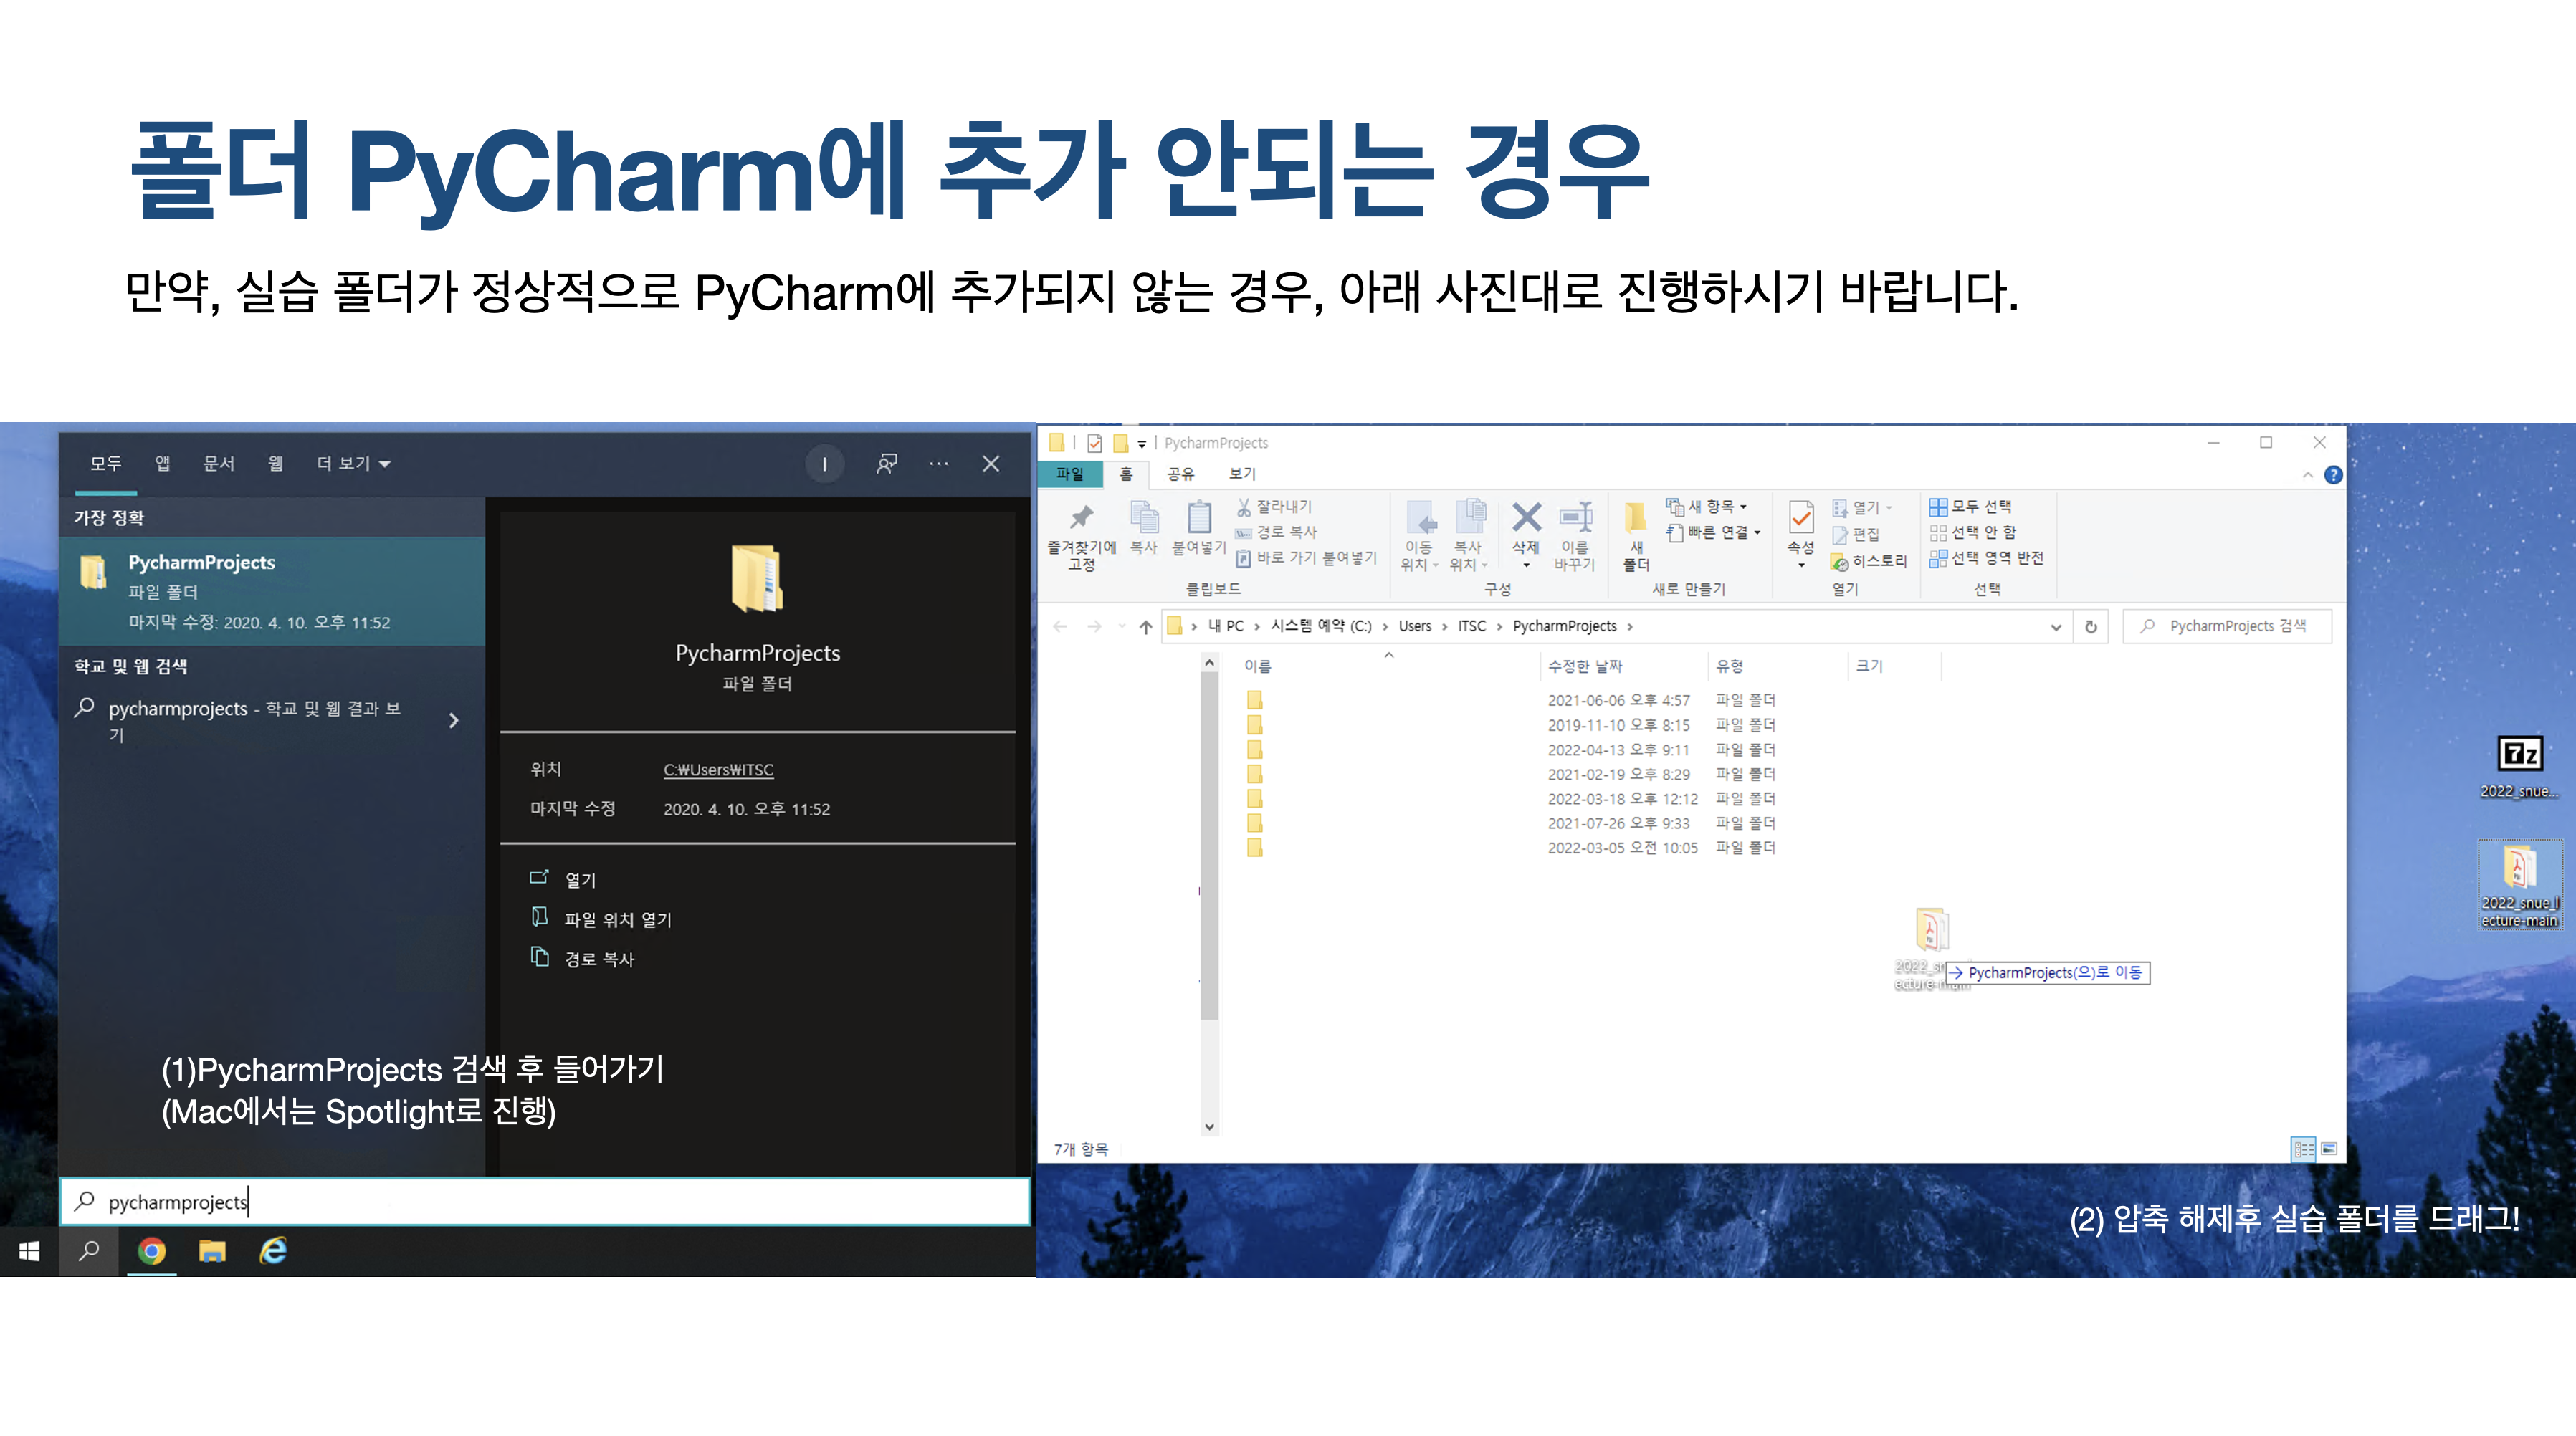 폴더 PyCharm에 추가 안되는 경우
만약, 실습 폴더가 정상적으로 PyCharm에 추가되지 않는 경우, 아래 사진대로 진행하시기 바랍니다.
모두 앱 문서 웹 더 보기
I
가장 정확
PycharmProjects
파일 폴더
마지막 수정: 2020. 4. 10. 오후 11:52
학교 및 웹 검색
pycharmprojects - 학교 및 웹 결과 보
기
PycharmProjects
파일 폴더
위치 C:₩Users₩ITSC
마지막 수정 2020. 4. 10. 오후 11:52
열기
파일 위치 열기
경로 복사
(1)PycharmProjects 검색 후 들어가기
(Mac에서는 Spotlight로 진행)
pycharmprojects
PycharmProjects
파일 홈 공유 보기
즐겨찾기에
고정
복사
붙여넣기
잘라내기
경로 복사
바로 가기 붙여넣기
클립보드
이동
위치
복사
위치
삭제
이름
바꾸기
구성
새
폴더
새 항목
빠른 연결
새로 만들기
속성
열기
편집
히스토리
열기
모두 선택
선택 안 함
선택 영역 반전
선택
내 PC › 시스템 예약 (C:) › Users › ITSC › PycharmProjects ›
PycharmProjects 검색
이름 수정한 날짜 유형 크기
2021-06-06 오후 4:57 파일 폴더
2019-11-10 오후 8:15 파일 폴더
2022-04-13 오후 9:11 파일 폴더
2021-02-19 오후 8:29 파일 폴더
2022-03-18 오후 12:12 파일 폴더
2021-07-26 오후 9:33 파일 폴더
2022-03-05 오전 10:05 파일 폴더
PycharmProjects(으)로 이동
7개 항목
7z
2022_snue...
2022_snue_l
ecture-main
(2) 압축 해제후 실습 폴더를 드래그!